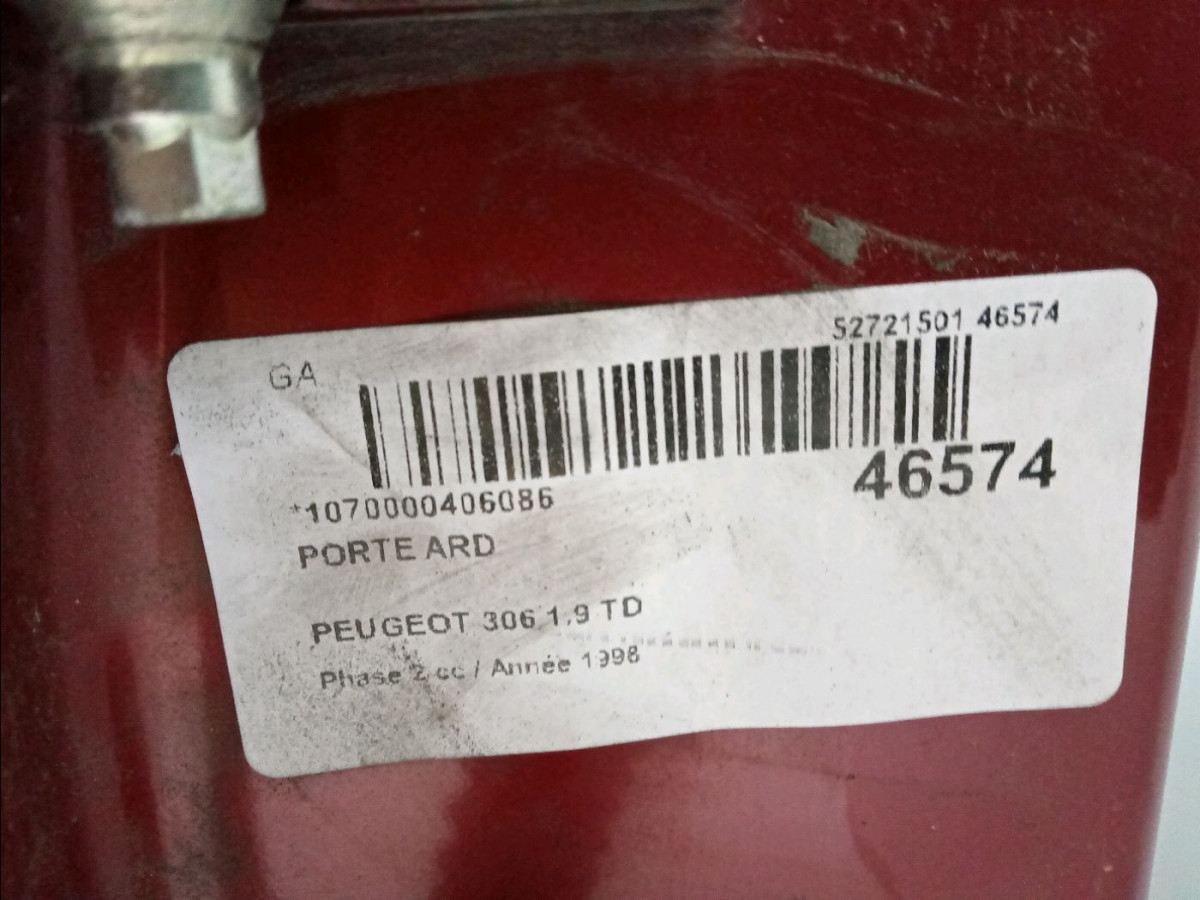 52721501 46574
GA
46574
*1070000406086
PORTE ARD
PEUGEOT 306 1.9 TD
Phase 2 cc / Année 1998